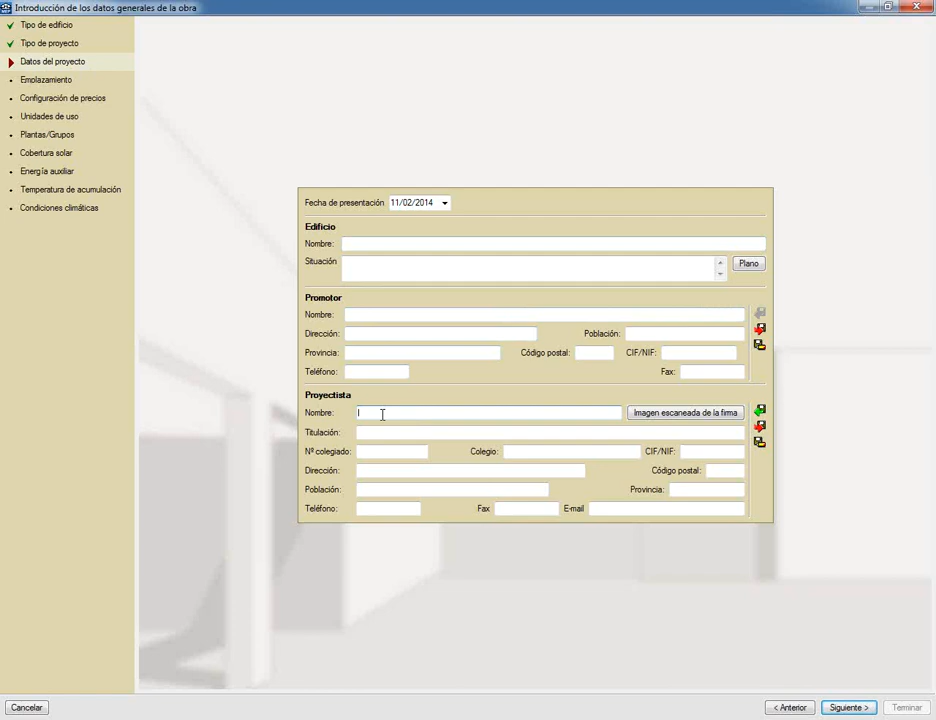 Introducción de los datos generales de la obra
Tipo de edificio
Tipo de proyecto
Datos del proyecto
Emplazamiento
Configuración de precios
Unidades de uso
Plantas/Grupos
Cobertura solar
Energía auxiliar
Temperatura de acumulación
Condiciones climáticas
Fecha de presentación 11/02/2014
Edificio
Nombre:
Situación Plano
Promotor
Nombre:
Dirección: Población:
Provincia: Código postal: CIF/NIF:
Teléfono: Fax:
Proyectista
Nombre: Imagen escaneada de la firma
Titulación:
Nº colegiado: Colegio: CIF/NIF:
Dirección: Código postal:
Población: Provincia:
Teléfono: Fax E-mail
Cancelar < Anterior Siguiente > Terminar